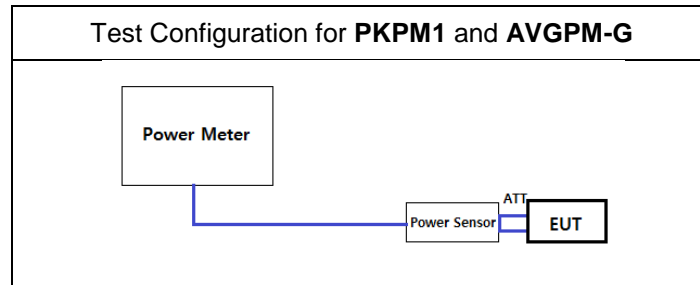 Test Configuration for PKPM1 and AVGPM-G
Power Meter
ATT
Power Sensor
EUT